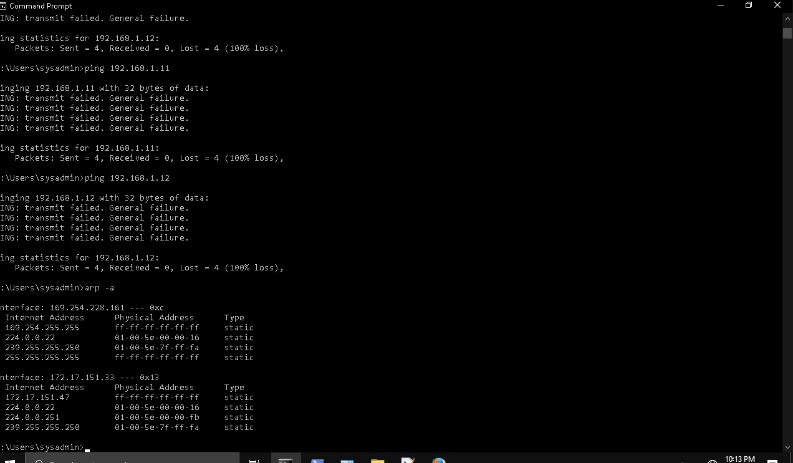 Command Prompt
ING: transmit failed. General failure.
ing statistics for 192.168.1.12:
Packets: Sent = 4, Received = 0, Lost = 4 (100% loss),
:\Users\sysadmin>ping 192.168.1.11
inging 192.168.1.11 with 32 bytes of data:
ING: transmit failed. General failure.
ING: transmit failed. General failure.
ING: transmit failed. General failure.
ING: transmit failed. General failure.
ing statistics for 192.168.1.11:
Packets: Sent = 4, Received = 0, Lost = 4 (100% loss),
:\Users\sysadmin>ping 192.168.1.12
inging 192.168.1.12 with 32 bytes of data:
ING: transmit failed. General failure.
ING: transmit failed. General failure.
ING: transmit failed. General failure.
ING: transmit failed. General failure.
ing statistics for 192.168.1.12:
Packets: Sent = 4, Received = 0, Lost = 4 (100% loss),
:\Users\sysadmin>arp -a
nterface: 169.254.228.161 --- 0xc
Internet Address Physical Address Type
169.254.255.255 ff-ff-ff-ff-ff-ff static
224.0.0.22 01-00-5e-00-00-16 static
239.255.255.250 01-00-5e-7f-ff-fa static
255.255.255.255 ff-ff-ff-ff-ff-ff static
nterface: 172.17.151.33 --- 0x13
Internet Address Physical Address Type
172.17.151.47 ff-ff-ff-ff-ff-ff static
224.0.0.22 01-00-5e-00-00-16 static
224.0.0.251 01-00-5e-00-00-fb static
239.255.255.250 01-00-5e-7f-ff-fa static
:\Users\sysadmin>
10:13 PM